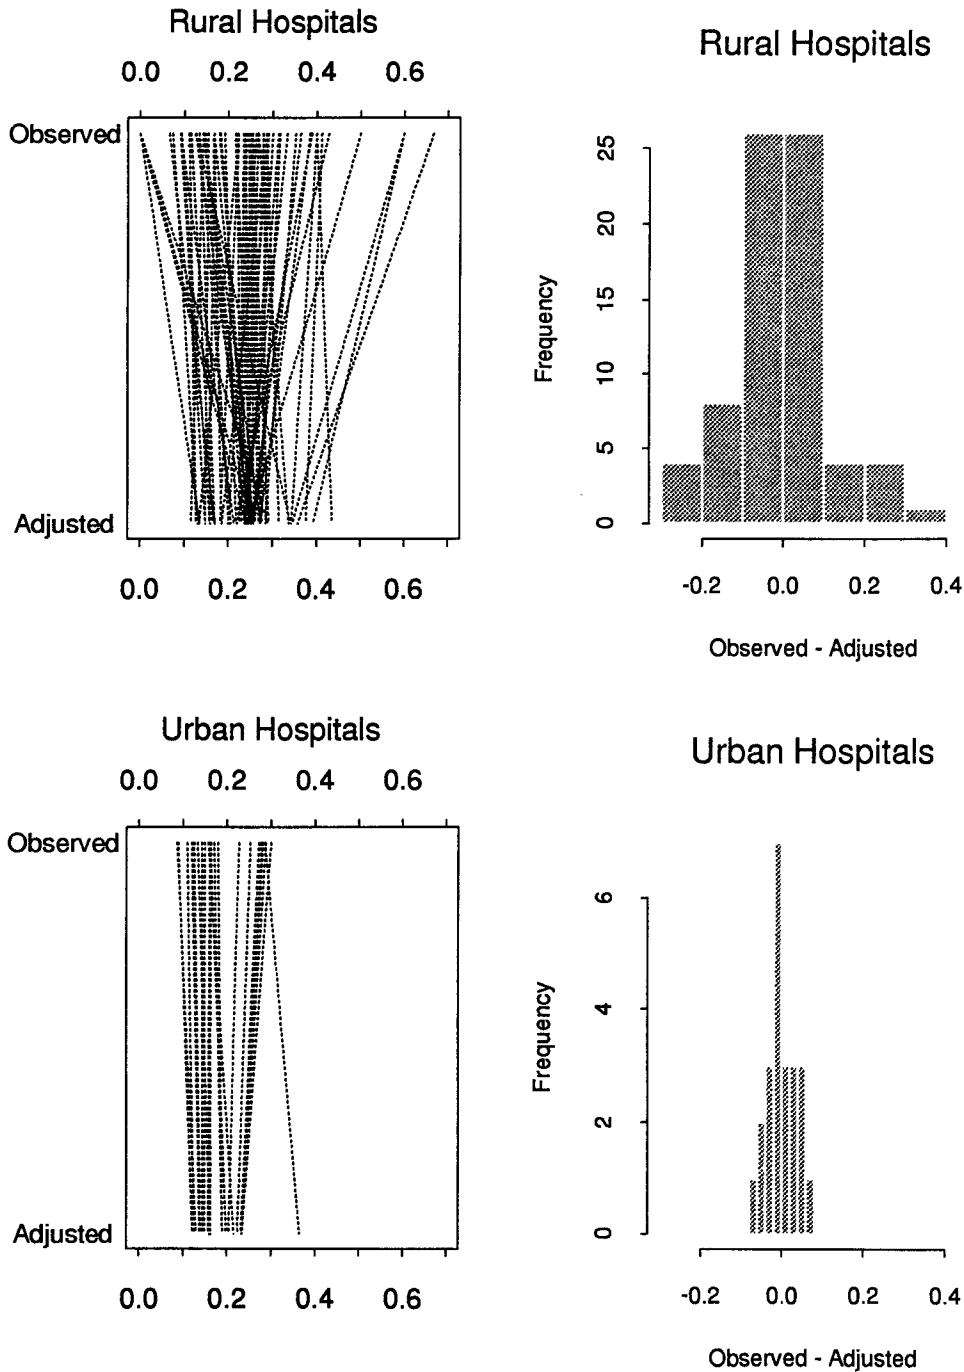 Rural Hospitals
0.0 0.2 0.4 0.6
Observed
Adjusted
0.0 0.2 0.4 0.6
Rural Hospitals
25
20
15
10
5
0
Frequency
-0.2 0.0 0.2 0.4
Observed - Adjusted
Urban Hospitals
0.0 0.2 0.4 0.6
Observed
Adjusted
0.0 0.2 0.4 0.6
Urban Hospitals
6
4
2
0
Frequency
-0.2 0.0 0.2 0.4
Observed - Adjusted